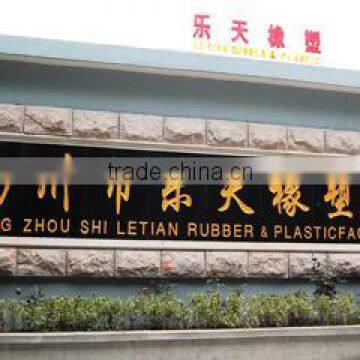 乐天橡塑
LE TIAN RUBBER & PLASTIC
trade.china.cn
州市乐天橡塑
G ZHOU SHI LETIAN RUBBER & PLASTICFAC